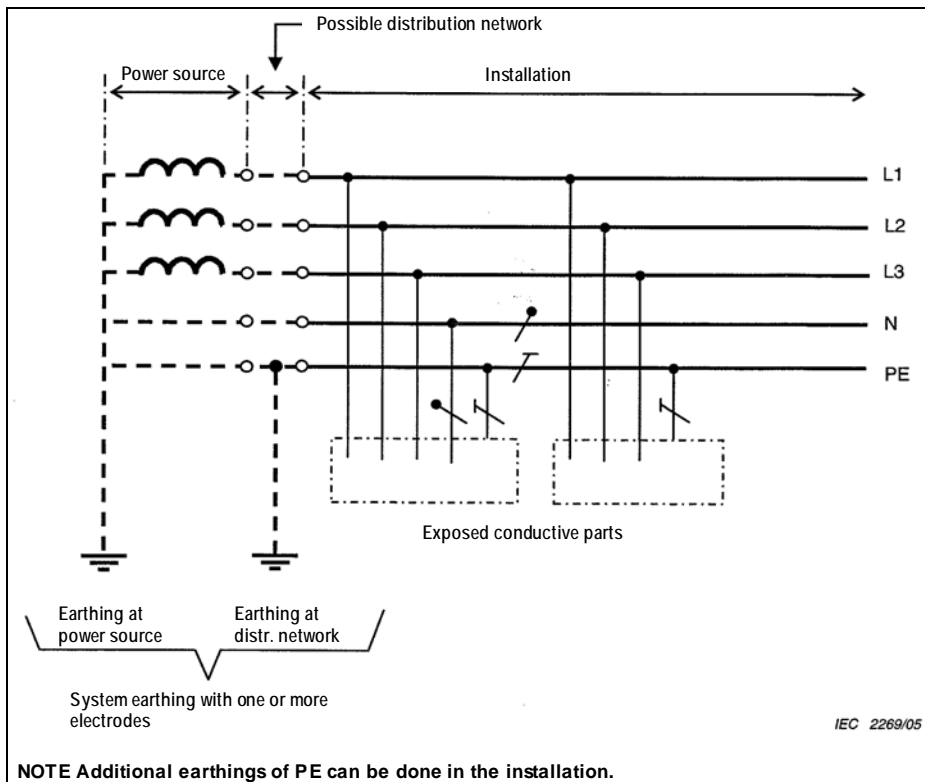 Possible distribution network
Power source
Installation
L1
L2
L3
N
PE
Exposed conductive parts
Earthing at
power source
Earthing at
distr. network
System earthing with one or more
electrodes
IEC 2269/05
NOTE Additional earthings of PE can be done in the installation.